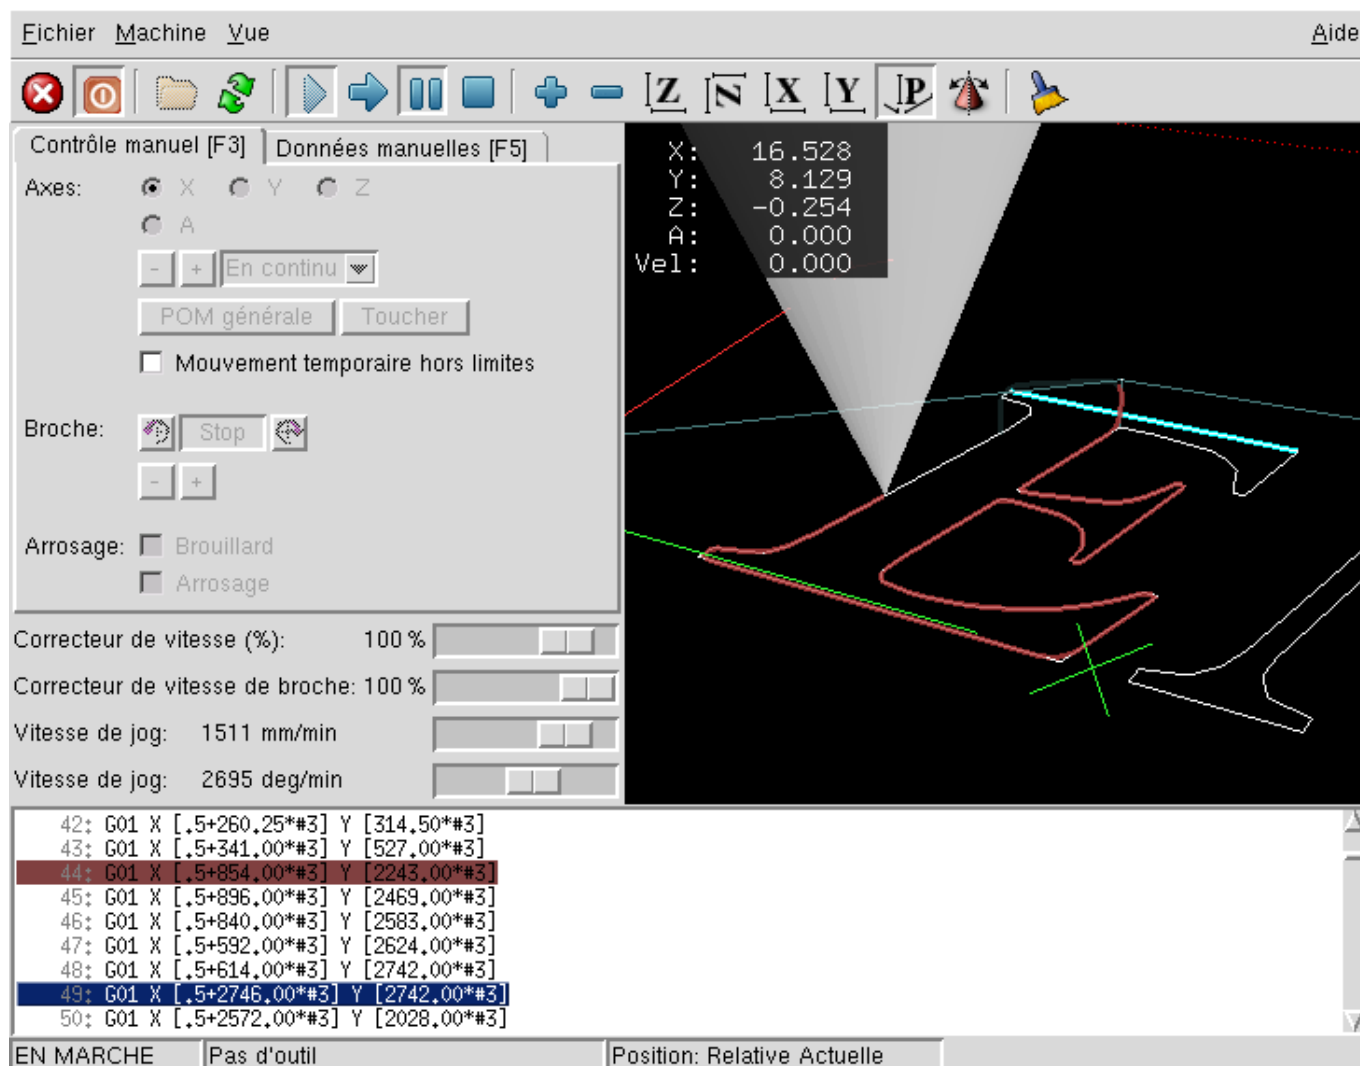 Fichier Machine Vue Aide
Z N X Y P
Contrôle manuel [F3] Données manuelles [F5]
Axes: X Y Z
A
- + En continu
POM générale Toucher
Mouvement temporaire hors limites
Broche: Stop
- +
Arrosage: Brouillard
Arrosage
Correcteur de vitesse (%): 100 %
Correcteur de vitesse de broche: 100 %
Vitesse de jog: 1511 mm/min
Vitesse de jog: 2695 deg/min
X: 16.528
Y: 8.129
Z: -0.254
A: 0.000
Vel: 0.000
42: G01 X [.5+260.25*#3] Y [314.50*#3]
43: G01 X [.5+341.00*#3] Y [527.00*#3]
44: G01 X [.5+854.00*#3] Y [2243.00*#3]
45: G01 X [.5+896.00*#3] Y [2469.00*#3]
46: G01 X [.5+840.00*#3] Y [2583.00*#3]
47: G01 X [.5+592.00*#3] Y [2624.00*#3]
48: G01 X [.5+614.00*#3] Y [2742.00*#3]
49: G01 X [.5+2746.00*#3] Y [2742.00*#3]
50: G01 X [.5+2572.00*#3] Y [2028.00*#3]
EN MARCHE Pas d'outil Position: Relative Actuelle